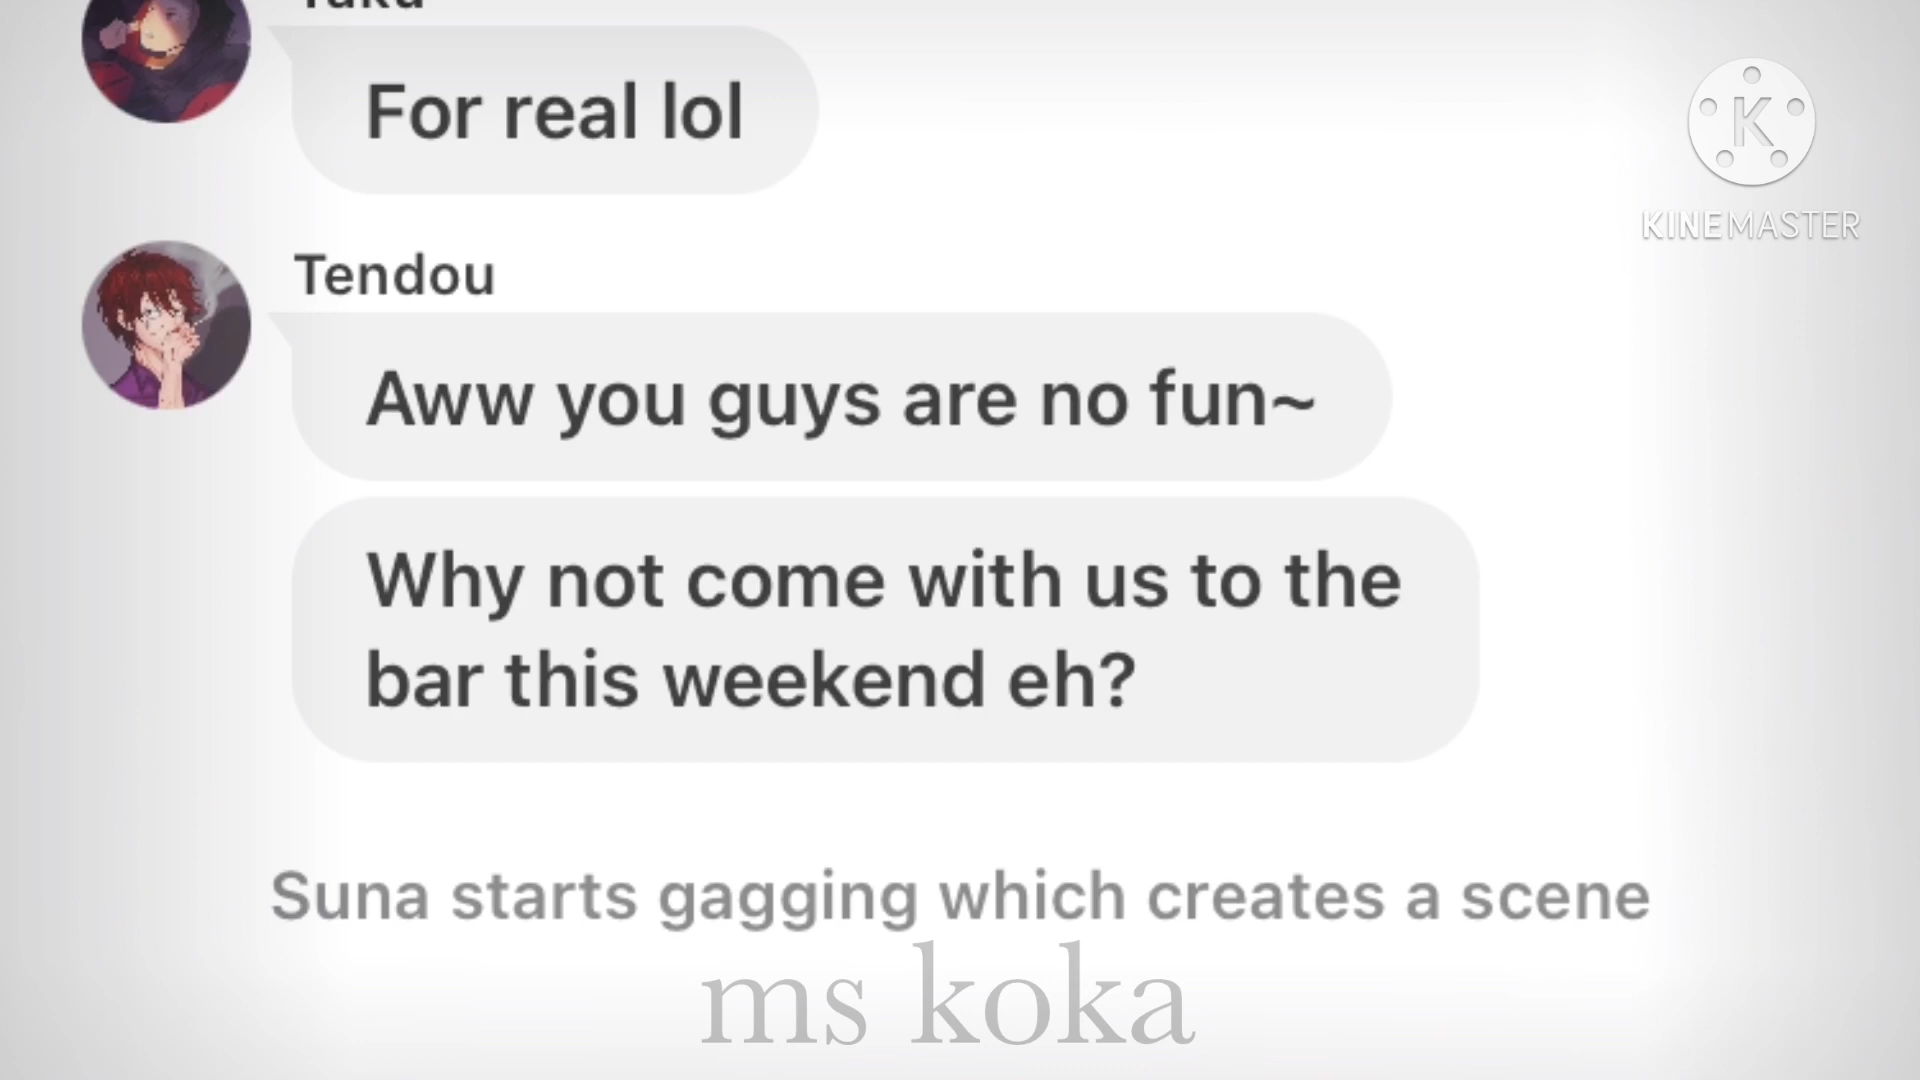 For real lol
KINEMASTER
Tendou
Aww you guys are no fun~
Why not come with us to the
bar this weekend eh?
Suna starts gagging which creates a scene
ms koka